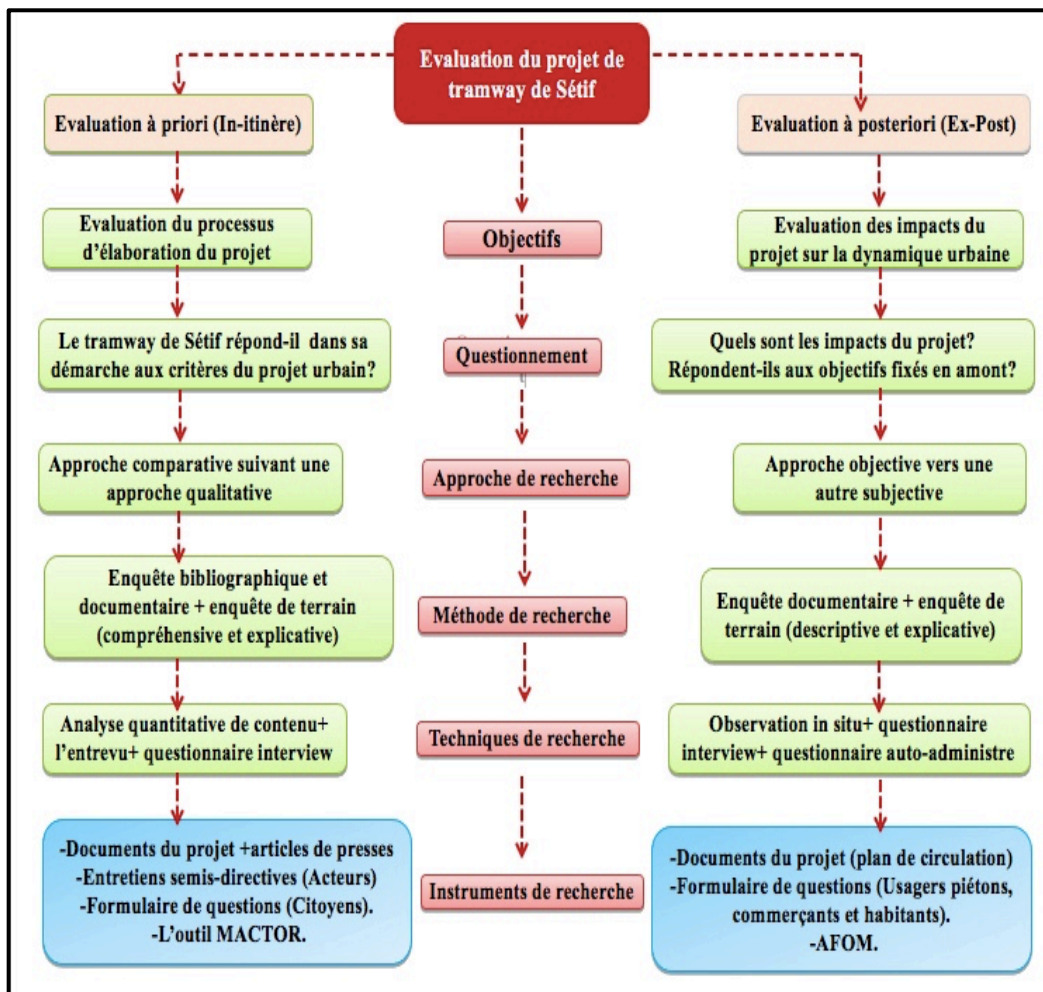 Evaluation du projet de
tramway de Sétif
Evaluation à priori (In-itinère)
Evaluation à posteriori (Ex-Post)
Evaluation du processus
d'élaboration du projet
Objectifs
Evaluation des impacts du
projet sur la dynamique urbaine
Le tramway de Sétif répond-il dans sa
démarche aux critères du projet urbain?
Questionnement
Quels sont les impacts du projet?
Répondent-ils aux objectifs fixés en amont?
Approche comparative suivant une
approche qualitative
Approche de recherche
Approche objective vers une
autre subjective
Enquête bibliographique et
documentaire + enquête de terrain
(compréhensive et explicative)
Méthode de recherche
Enquête documentaire + enquête de
terrain (descriptive et explicative)
Analyse quantitative de contenu+
l'entrevu+ questionnaire interview
Techniques de recherche
Observation in situ+ questionnaire
interview+ questionnaire auto-administre
-Documents du projet +articles de presses
-Entretiens semis-directives (Acteurs)
-Formulaire de questions (Citoyens).
-L'outil MACTOR.
Instruments de recherche
-Documents du projet (plan de circulation)
-Formulaire de questions (Usagers piétons,
commerçants et habitants).
-AFOM.